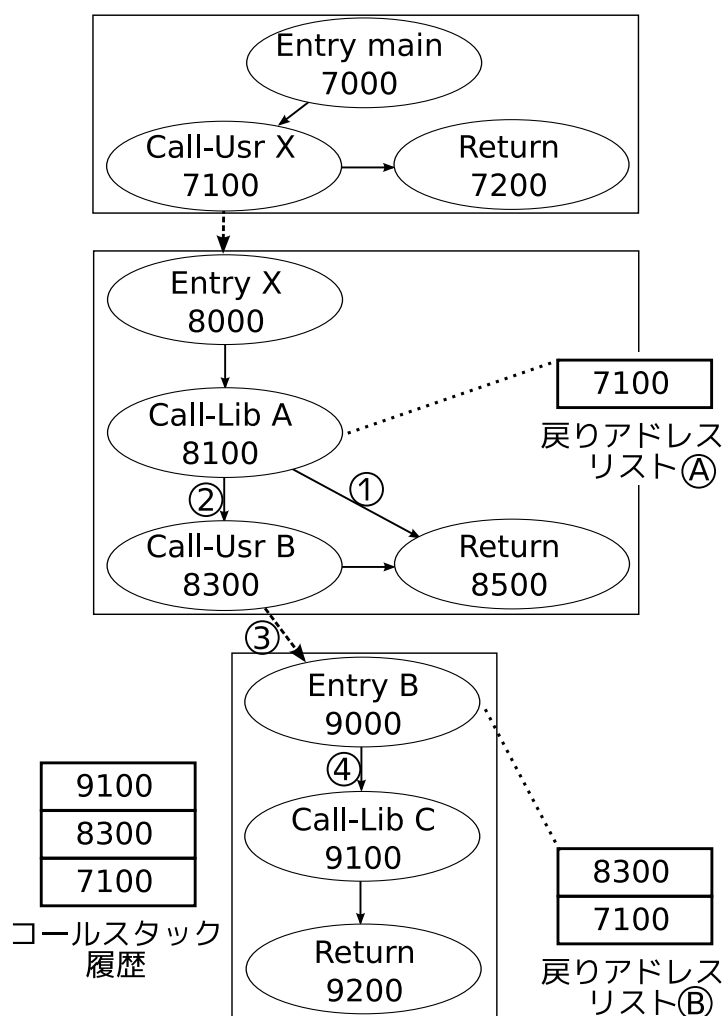 Entry main
7000
Call-Usr X
7100
Return
7200
Entry X
8000
Call-Lib A
8100
7100
戻りアドレス
リストⒶ
①
②
Call-Usr B
8300
Return
8500
③
Entry B
9000
④
Call-Lib C
9100
Return
9200
9100
8300
7100
コールスタック
履歴
8300
7100
戻りアドレス
リストⒷ